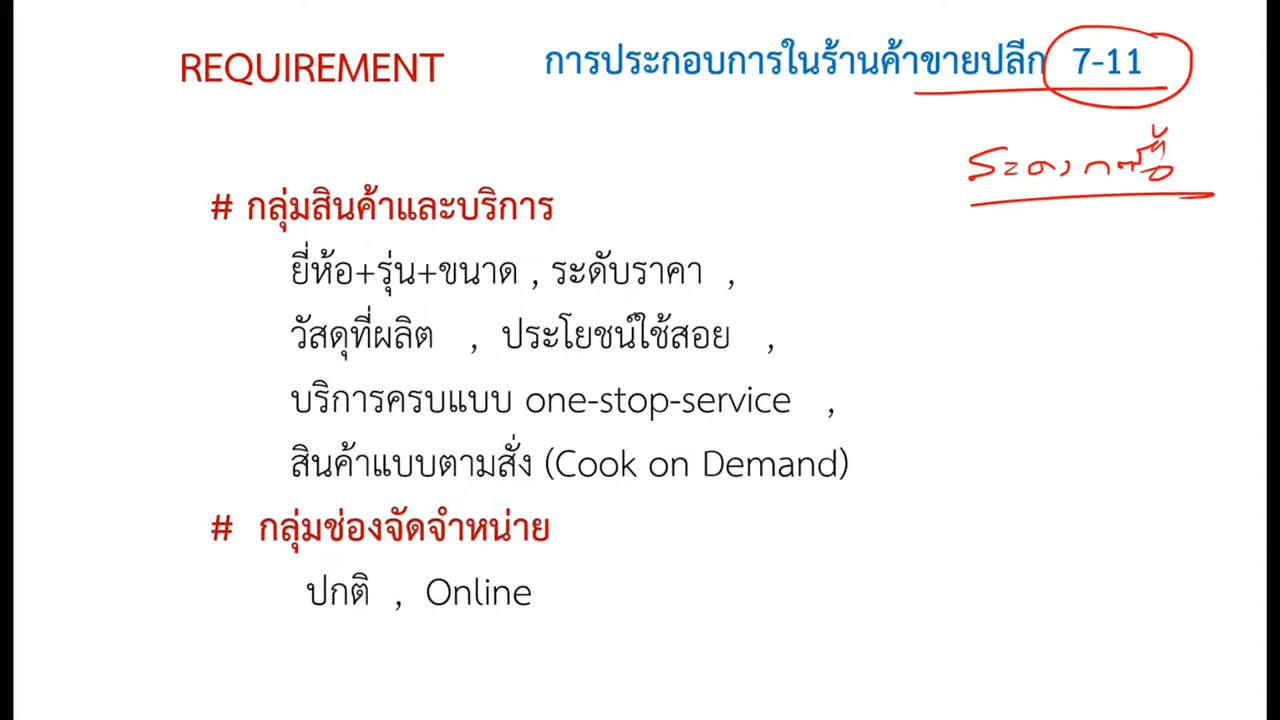 REQUIREMENT
การประกอบการในร้านค้าขายปลีก 7-11
# กลุ่มสินค้าและบริการ
ยี่ห้อ+รุ่น+ขนาด , ระดับราคา ,
วัสดุที่ผลิต , ประโยชน์ใช้สอย ,
บริการครบแบบ one-stop-service ,
สินค้าแบบตามสั่ง (Cook on Demand)
# กลุ่มช่องจัดจำหน่าย
ปกติ , Online